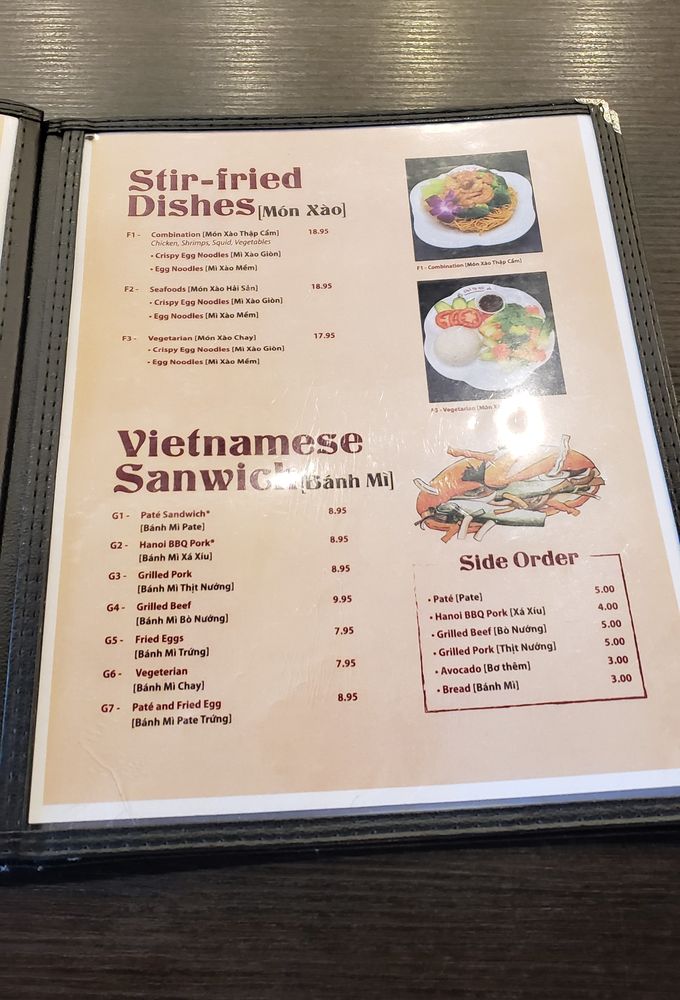 Stir-fried
Dishes [Món Xào]
F1 - Combination [Món Xào Thập Cẩm] 18.95
Chicken, Shrimps, Squid, Vegetables
• Crispy Egg Noodles [Mì Xào Giòn]
• Egg Noodles [Mì Xào Mềm]
F2 - Seafoods [Món Xào Hải Sản] 18.95
• Crispy Egg Noodles [Mì Xào Giòn]
• Egg Noodles [Mì Xào Mềm]
F3 - Vegetarian [Món Xào Chay] 17.95
• Crispy Egg Noodles [Mì Xào Giòn]
• Egg Noodles [Mì Xào Mềm]
F1 - Combination [Món Xào Thập Cẩm]
F3 - Vegetarian [Món
Vietnamese
Sanwich [Bánh Mì]
G1 - Paté Sandwich* 8.95
[Bánh Mì Pate]
G2 - Hanoi BBQ Pork* 8.95
[Bánh Mì Xá Xíu]
G3 - Grilled Pork 8.95
[Bánh Mì Thịt Nướng]
G4 - Grilled Beef 9.95
[Bánh Mì Bò Nướng]
G5 - Fried Eggs 7.95
[Bánh Mì Trứng]
G6 - Vegeterian 7.95
[Bánh Mì Chay]
G7 - Paté and Fried Egg 8.95
[Bánh Mì Pate Trứng]
Side Order
• Paté [Pate] 5.00
• Hanoi BBQ Pork [Xá Xíu] 4.00
• Grilled Beef [Bò Nướng] 5.00
• Grilled Pork [Thịt Nướng] 5.00
• Avocado [Bơ thêm] 3.00
• Bread [Bánh Mì] 3.00